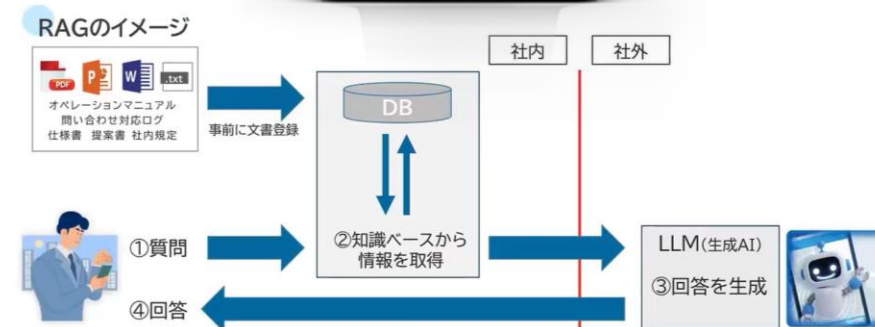 RAGのイメージ
社内
社外
PDF
P
W
.txt
オペレーションマニュアル
問い合わせ対応ログ
仕様書 提案書 社内規定
事前に文書登録
DB
①質問
②知識ベースから
情報を取得
LLM(生成AI)
③回答を生成
④回答